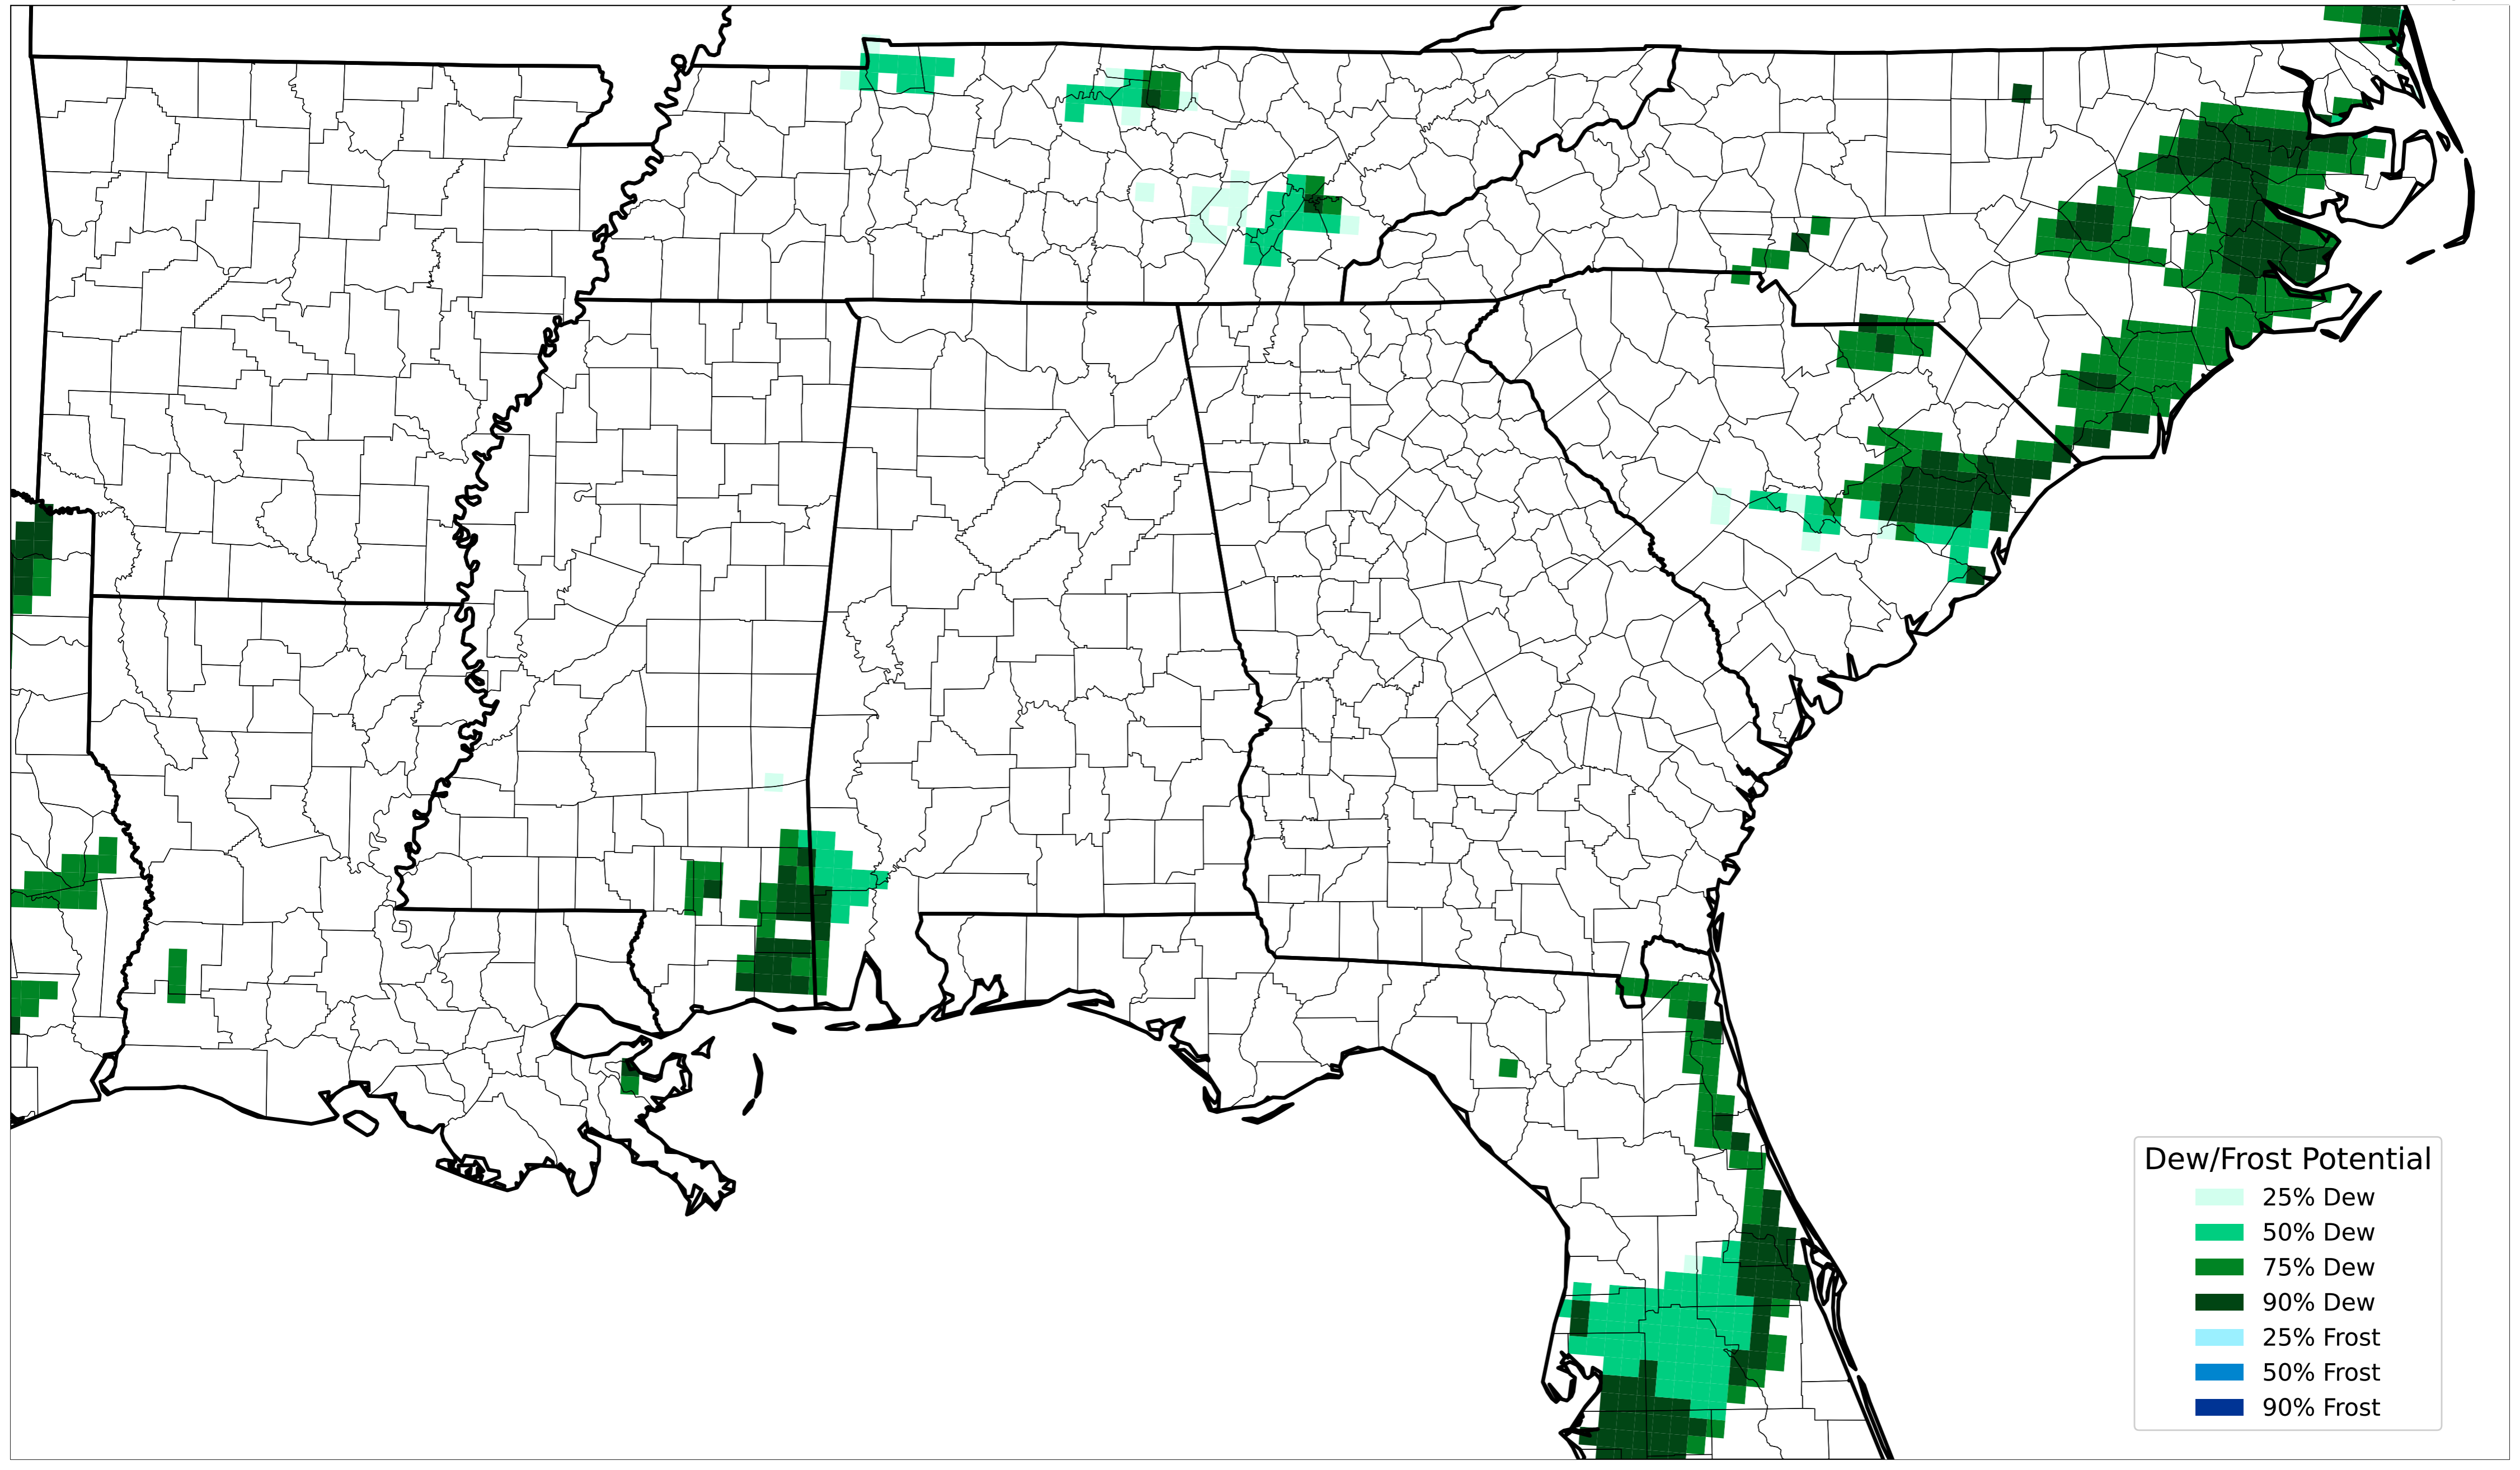 Dew/Frost Potential
25% Dew
50% Dew
75% Dew
90% Dew
25% Frost
50% Frost
90% Frost